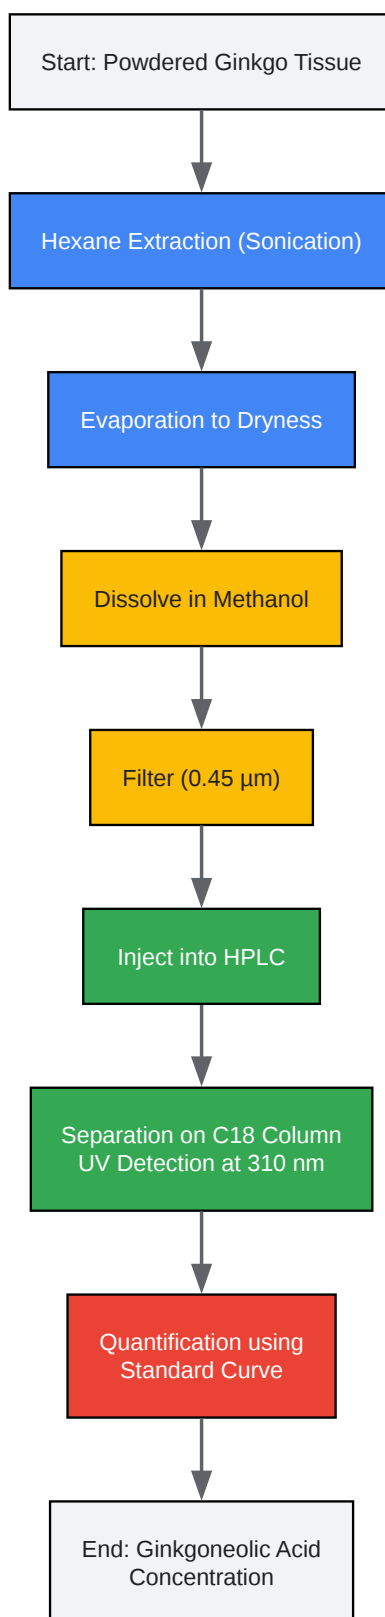 Start: Powdered Ginkgo Tissue
Hexane Extraction (Sonication)
Evaporation to Dryness
Dissolve in Methanol
Filter (0.45 µm)
Inject into HPLC
Separation on C18 Column
UV Detection at 310 nm
Quantification using
Standard Curve
End: Ginkgoneolic Acid
Concentration